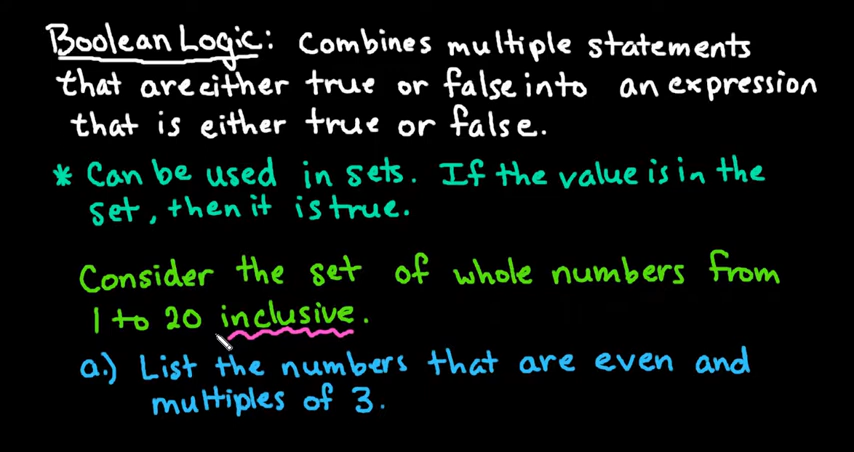 Boolean Logic: Combines multiple statements
that are either true or false into an expression
that is either true or false.
* Can be used in sets. If the value is in the
set, then it is true.
Consider the set of whole numbers from
1 to 20 inclusive.
a.) List the numbers that are even and
multiples of 3.